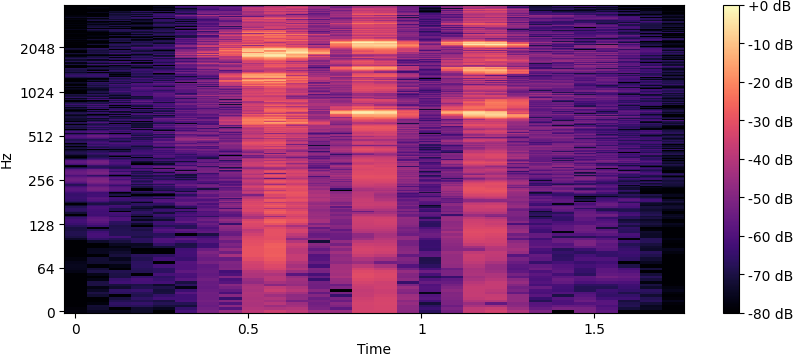 +0 dB
2048
-10 dB
1024
-20 dB
512
-30 dB
Hz
256
-40 dB
128
-50 dB
64
-60 dB
0
-70 dB
-80 dB
0 0.5 1 1.5
Time